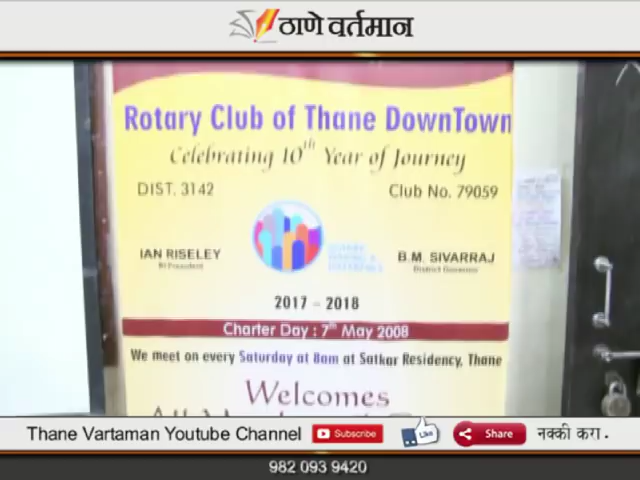 ठाणे वर्तमान
Rotary Club of Thane DownTown
Celebrating 10th Year of Journey
DIST. 3142
Club No. 79059
IAN RISELEY
RI President
B.M. SIVARRAJ
District Governor
2017 - 2018
Charter Day : 7th May 2008
We meet on every Saturday at 8am at Satkar Residency, Thane
Welcomes
Thane Vartaman Youtube Channel Subscribe Like Share नक्की करा.
982 093 9420